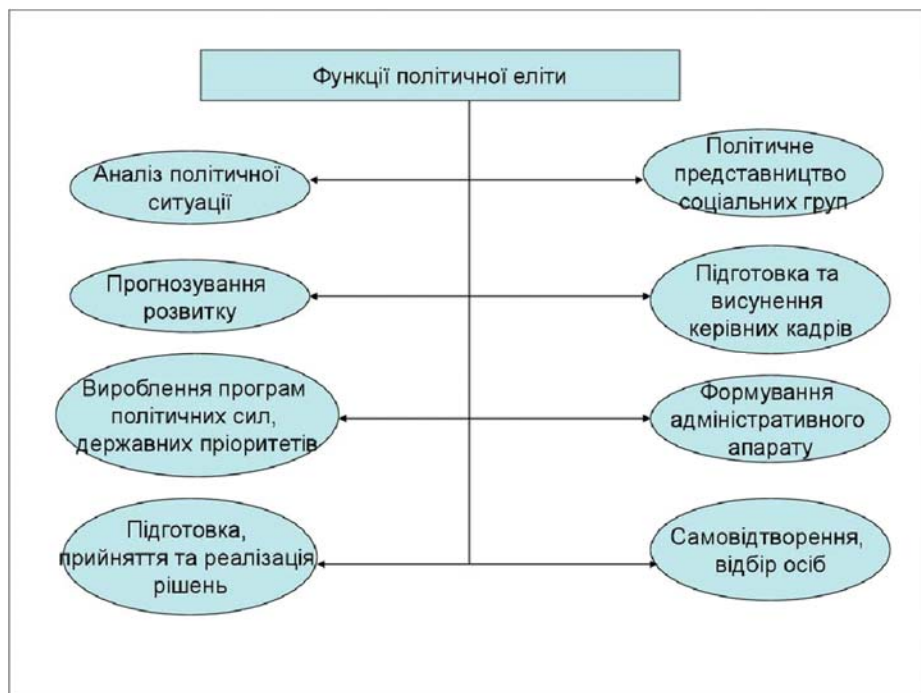 Функції політичної еліти
Аналіз політичної
ситуації
Політичне
представництво
соціальних груп
Прогнозування
розвитку
Підготовка та
висунення
керівних кадрів
Вироблення програм
політичних сил,
державних пріоритетів
Формування
адміністративного
апарату
Підготовка,
прийняття та реалізація
рішень
Самовідтворення,
відбір осіб